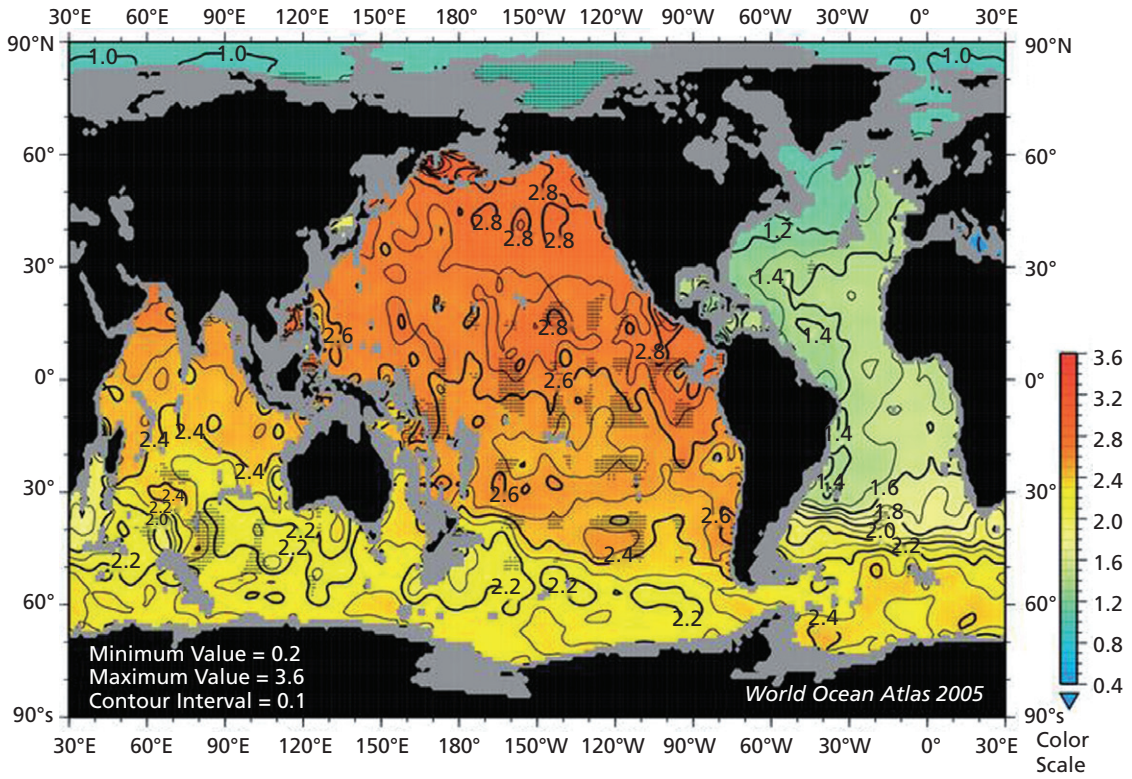 30°E 60°E 90°E 120°E 150°E 180° 150°W 120°W 90°W 60°W 30°W 0° 30°E
90°N 1.0 1.0 1.0 90°N
60° 60°
2.8
2.8 2.8 2.8
1.2
30° 1.4 30°
2.6 2.8 1.4
2.8
0° 2.6 0°
2.4 2.4 1.4
2.4 1.4
30° 2.4 2.6 1.6 30°
2.2 2.6 1.8
2.0 2.2 2.0
2.2 2.2 2.4 2.2
2.2 2.2
60° 2.2 2.4 60°
3.6
3.2
2.8
2.4
2.0
1.6
1.2
0.8
0.4
Minimum Value = 0.2
Maximum Value = 3.6
Contour Interval = 0.1
World Ocean Atlas 2005
90°s 90°s
30°E 60°E 90°E 120°E 150°E 180° 150°W 120°W 90°W 60°W 30°W 0° 30°E
Color
Scale